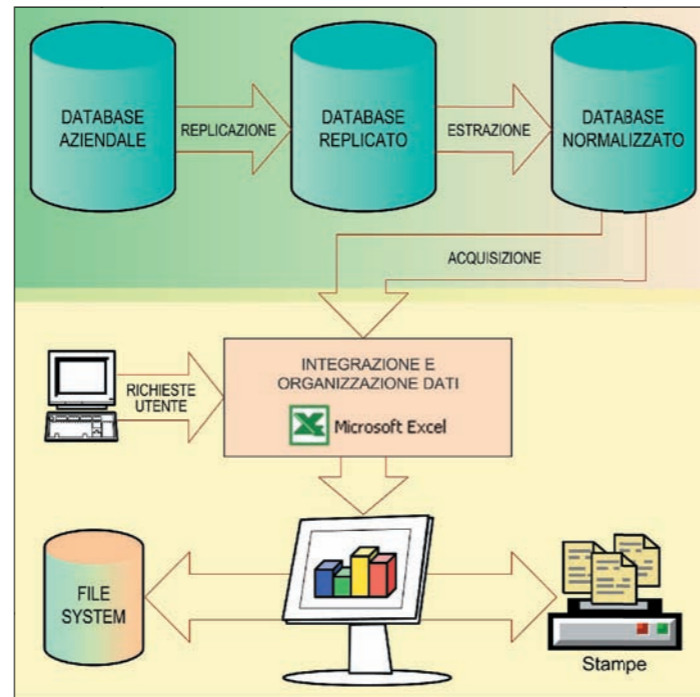 DATABASE
AZIENDALE
REPLICAZIONE
DATABASE
REPLICATO
ESTRAZIONE
DATABASE
NORMALIZZATO
ACQUISIZIONE
INTEGRAZIONE E
ORGANIZZAZIONE DATI
Microsoft Excel
RICHIESTE
UTENTE
FILE
SYSTEM
Stampe